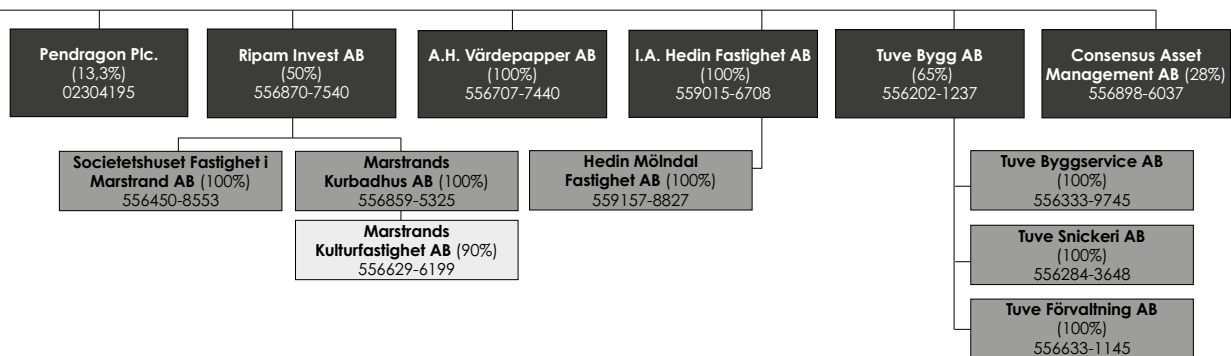 Pendragon Plc.
(13,3%)
02304195
Ripam Invest AB
(50%)
556870-7540
A.H. Värdepapper AB
(100%)
556707-7440
I.A. Hedin Fastighet AB
(100%)
559015-6708
Tuve Bygg AB
(65%)
556202-1237
Consensus Asset
Management AB (28%)
556898-6037
Societetshuset Fastighet i
Marstrand AB (100%)
556450-8553
Marstrands
Kurbadhus AB (100%)
556859-5325
Marstrands
Kulturfastighet AB (90%)
556629-6199
Hedin Mölndal
Fastighet AB (100%)
559157-8827
Tuve Byggservice AB
(100%)
556333-9745
Tuve Snickeri AB
(100%)
556284-3648
Tuve Förvaltning AB
(100%)
556633-1145